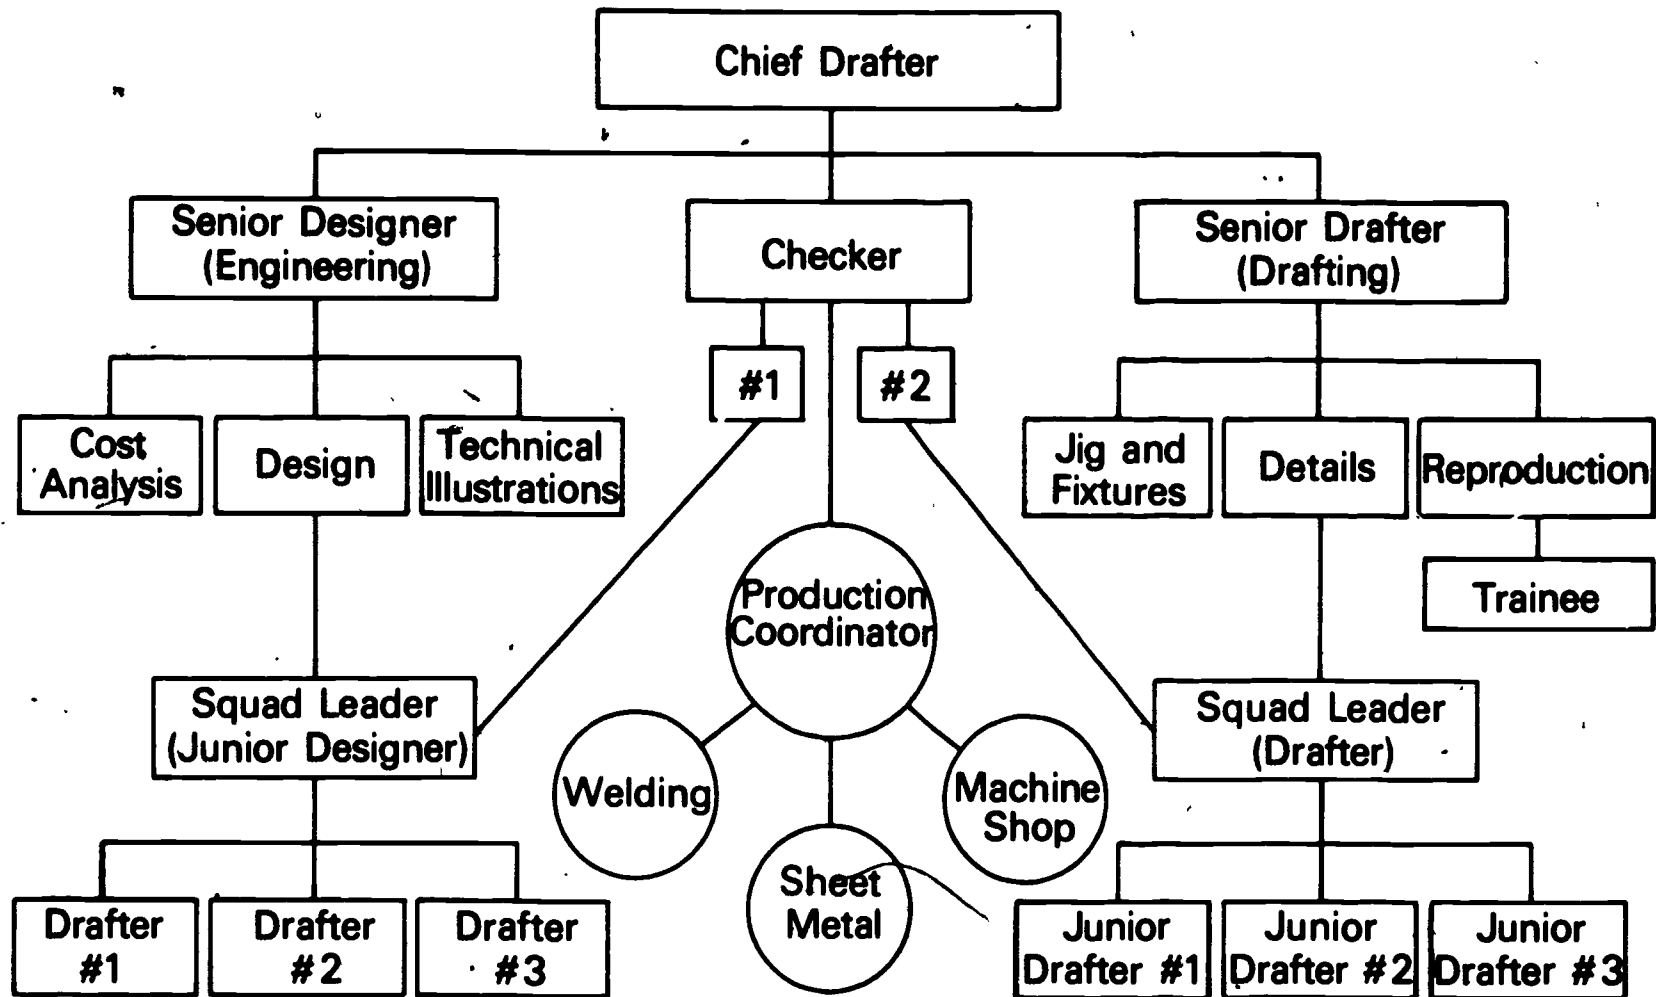 Chief Drafter
Senior Designer
(Engineering)
Checker
Senior Drafter
(Drafting)
#1
#2
Cost
Analysis
Design
Technical
Illustrations
Jig and
Fixtures
Details
Reproduction
Trainee
Production
Coordinator
Squad Leader
(Junior Designer)
Squad Leader
(Drafter)
Welding
Machine
Shop
Sheet
Metal
Drafter
#1
Drafter
#2
Drafter
#3
Junior
Drafter #1
Junior
Drafter #2
Junior
Drafter #3